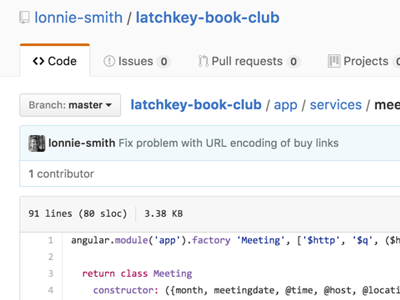 lonnie-smith / latchkey-book-club
Code Issues 0 Pull requests 0 Projects
Branch: master latchkey-book-club / app / services /
lonnie-smith Fix problem with URL encoding of buy links
1 contributor
91 lines (80 sloc) 3.38 KB
1 angular.module('app').factory 'Meeting', ['$http', '$q', ($h
2
3 return class Meeting
4 constructor: ({month, meetingdate, @time, @host, @locati